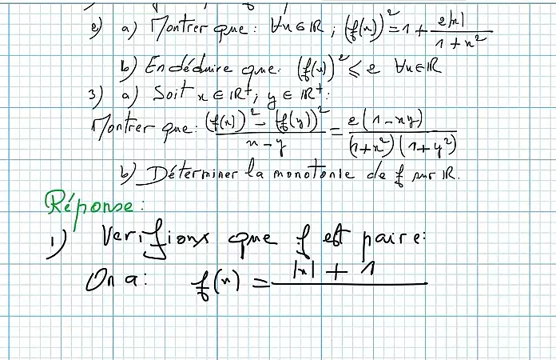 2) a) Montrer que: ∀x∈ℝ; (f(x))² = 1 + 2|x| / 1 + x²
b) En déduire que: (f(x))² ≤ 2 ∀x∈ℝ
3) a) Soit x∈ℝ⁺; y∈ℝ⁺:
Montrer que: (f(x))² - (f(y))² / x - y = 2(1 - xy) / (1+x²)(1+y²)
b) Déterminer la monotonie de f sur ℝ.
Réponse:
1) Verifions que f est paire:
On a: f(x) = |x| + 1